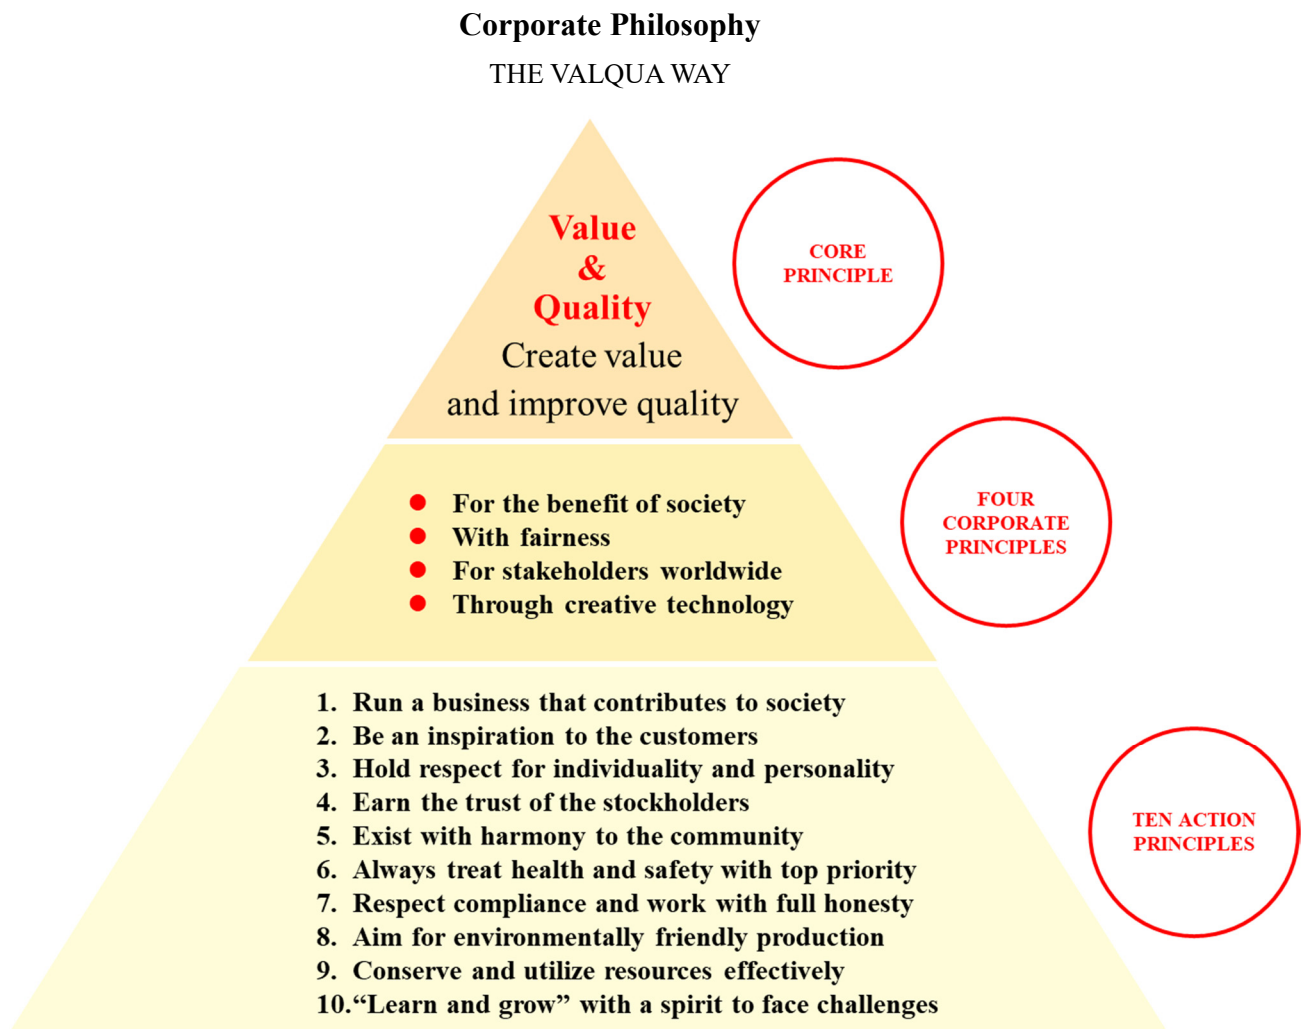 Corporate Philosophy
THE VALQUA WAY
Value
&
Quality
Create value
and improve quality
CORE
PRINCIPLE
● For the benefit of society
● With fairness
● For stakeholders worldwide
● Through creative technology
FOUR
CORPORATE
PRINCIPLES
1. Run a business that contributes to society
2. Be an inspiration to the customers
3. Hold respect for individuality and personality
4. Earn the trust of the stockholders
5. Exist with harmony to the community
6. Always treat health and safety with top priority
7. Respect compliance and work with full honesty
8. Aim for environmentally friendly production
9. Conserve and utilize resources effectively
10.“Learn and grow” with a spirit to face challenges
TEN ACTION
PRINCIPLES